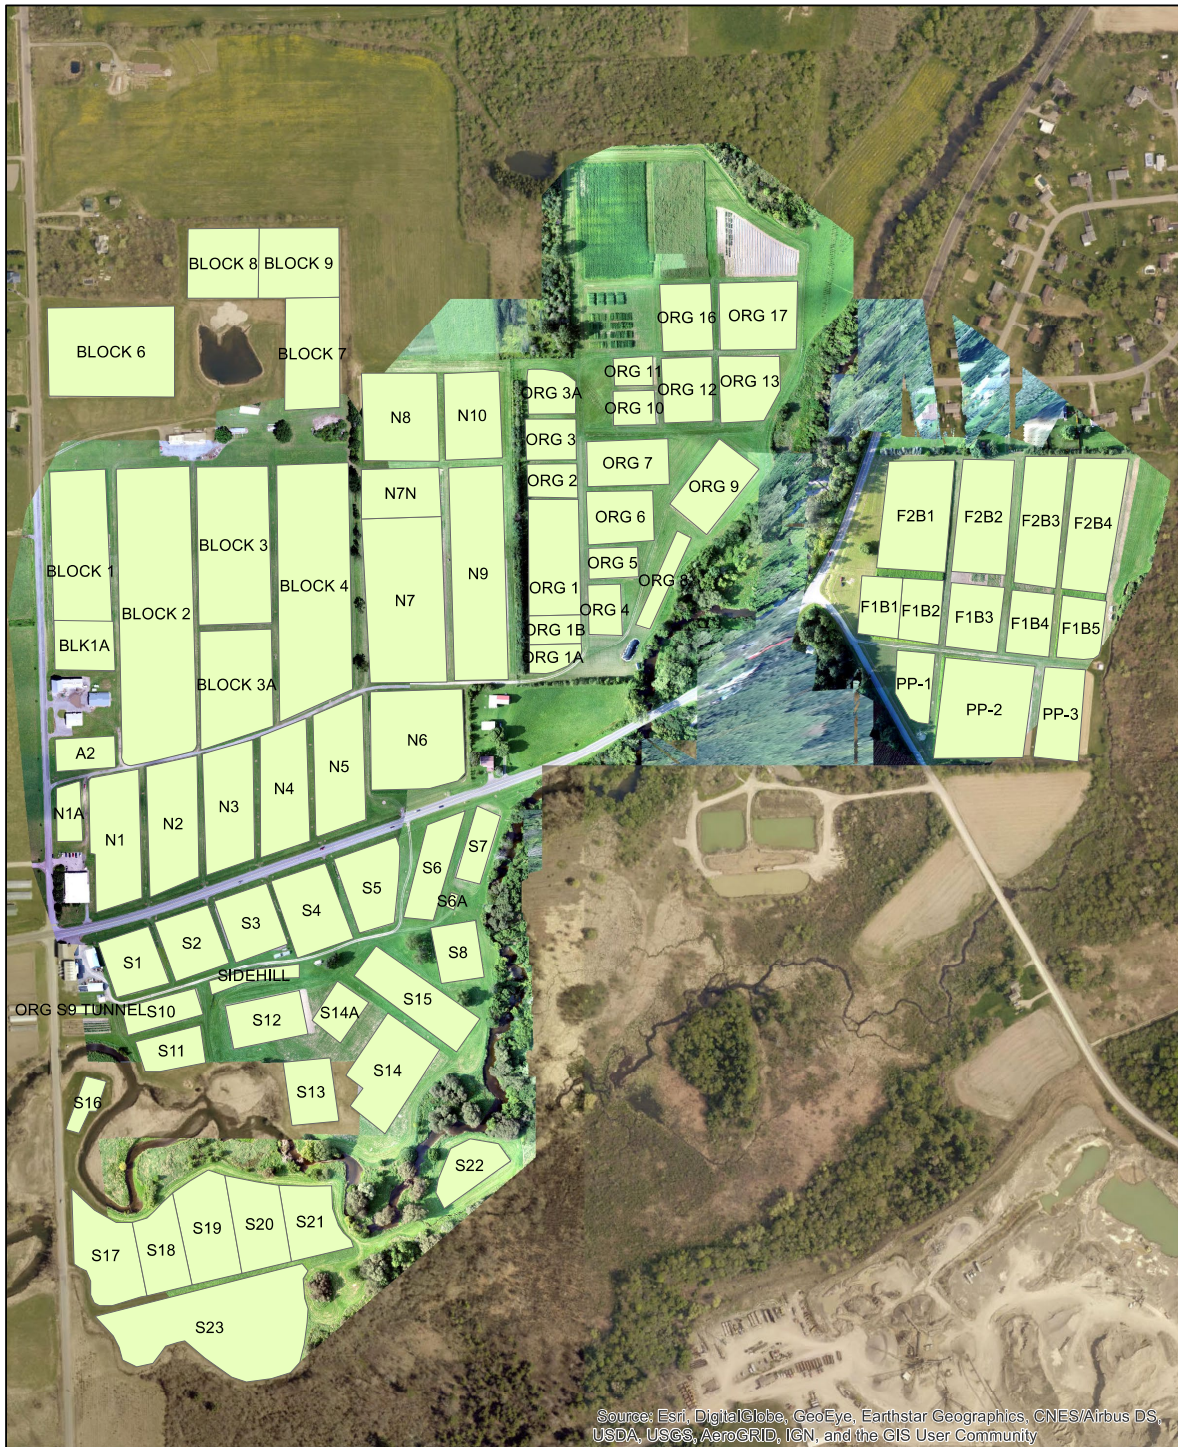 BLOCK 8
BLOCK 9
BLOCK 6
BLOCK 7
ORG 16
ORG 17
ORG 11
ORG 3A
ORG 12
ORG 13
ORG 10
N8
N10
ORG 3
ORG 7
ORG 2
ORG 9
N7N
ORG 6
F2B1
F2B2
F2B3
F2B4
BLOCK 3
BLOCK 1
BLOCK 4
ORG 5
ORG 8
N9
N7
ORG 1
ORG 4
F1B1
F1B2
F1B3
F1B4
F1B5
BLOCK 2
ORG 1B
BLK1A
ORG 1A
BLOCK 3A
PP-1
PP-2
PP-3
N6
A2
N5
N4
N3
N2
N1A
N1
S7
S6
S5
S6A
S4
S3
S2
S1
S8
SIDEHILL
S15
ORG S9 TUNNEL
S10
S12
S14A
S11
S14
S13
S16
S22
S21
S20
S19
S18
S17
S23
Source: Esri, DigitalGlobe, GeoEye, Earthstar Geographics, CNES/Airbus DS,
USDA, USGS, AeroGRID, IGN, and the GIS User Community